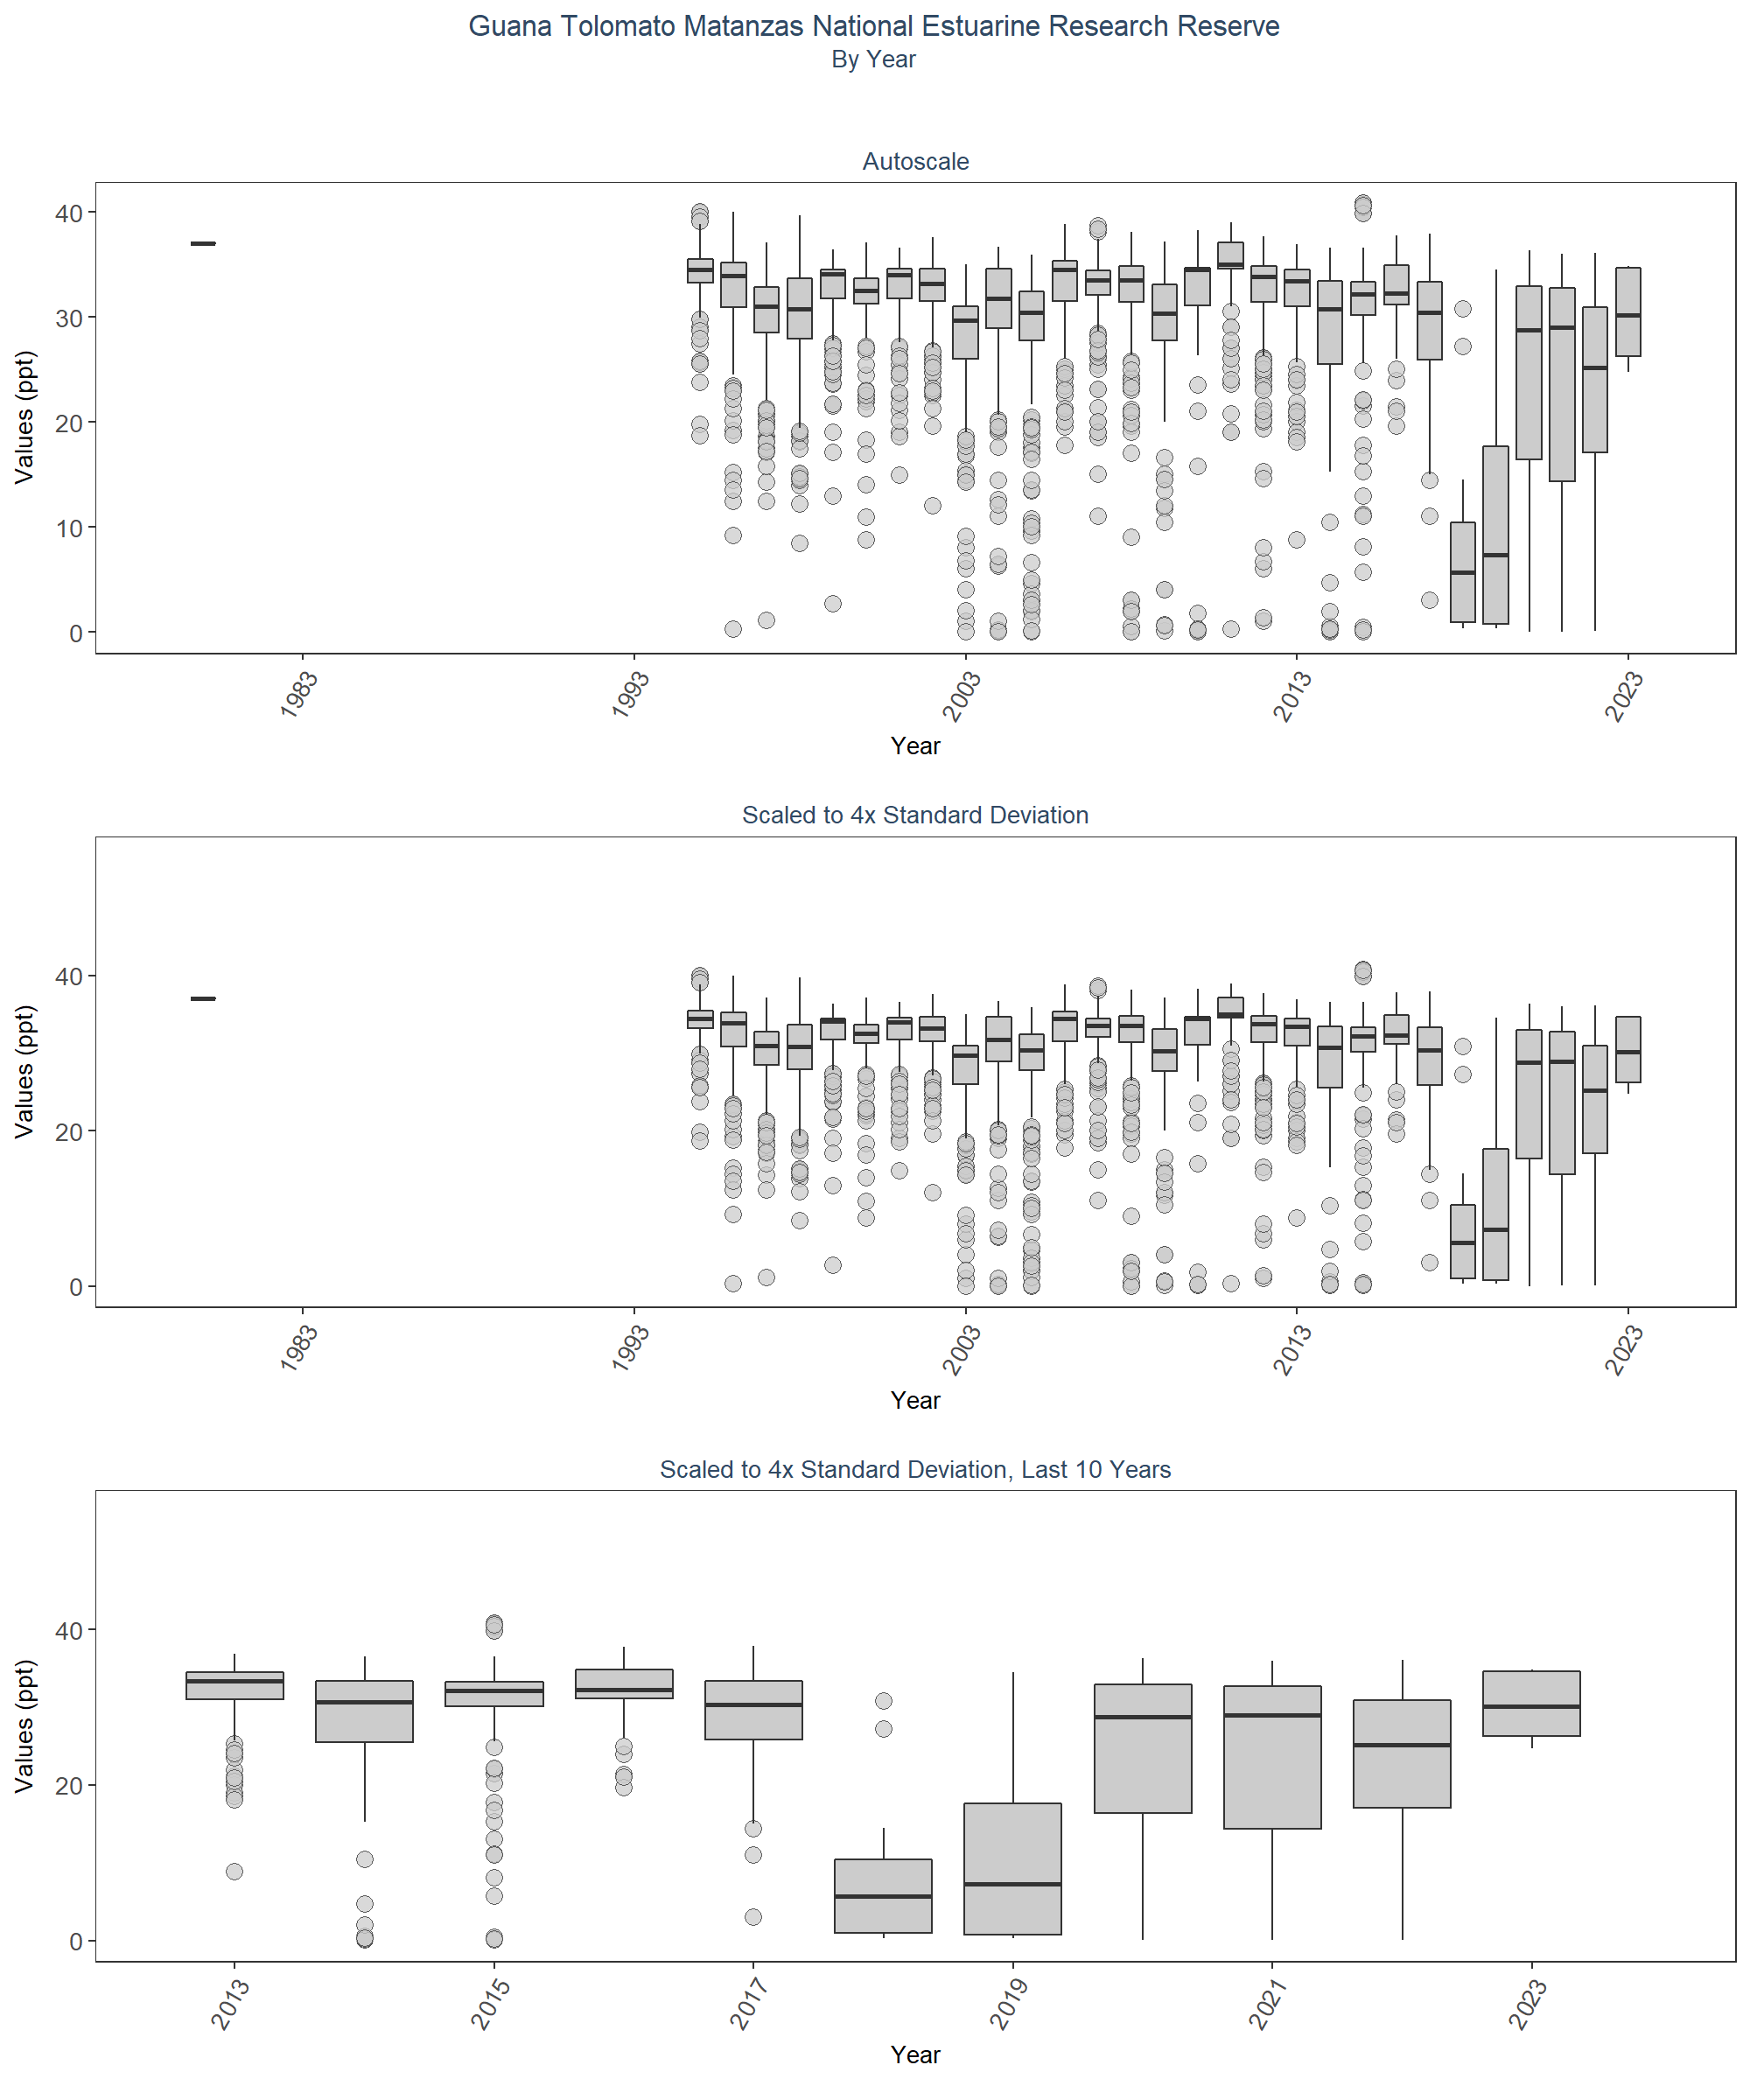 Guana Tolomato Matanzas National Estuarine Research Reserve
By Year
Autoscale
Values (ppt)
40
30
20
10
0
1983
1993
2003
2013
2023
Year
Scaled to 4x Standard Deviation
Values (ppt)
40
20
0
1983
1993
2003
2013
2023
Year
Scaled to 4x Standard Deviation, Last 10 Years
Values (ppt)
40
20
0
2013
2015
2017
2019
2021
2023
Year